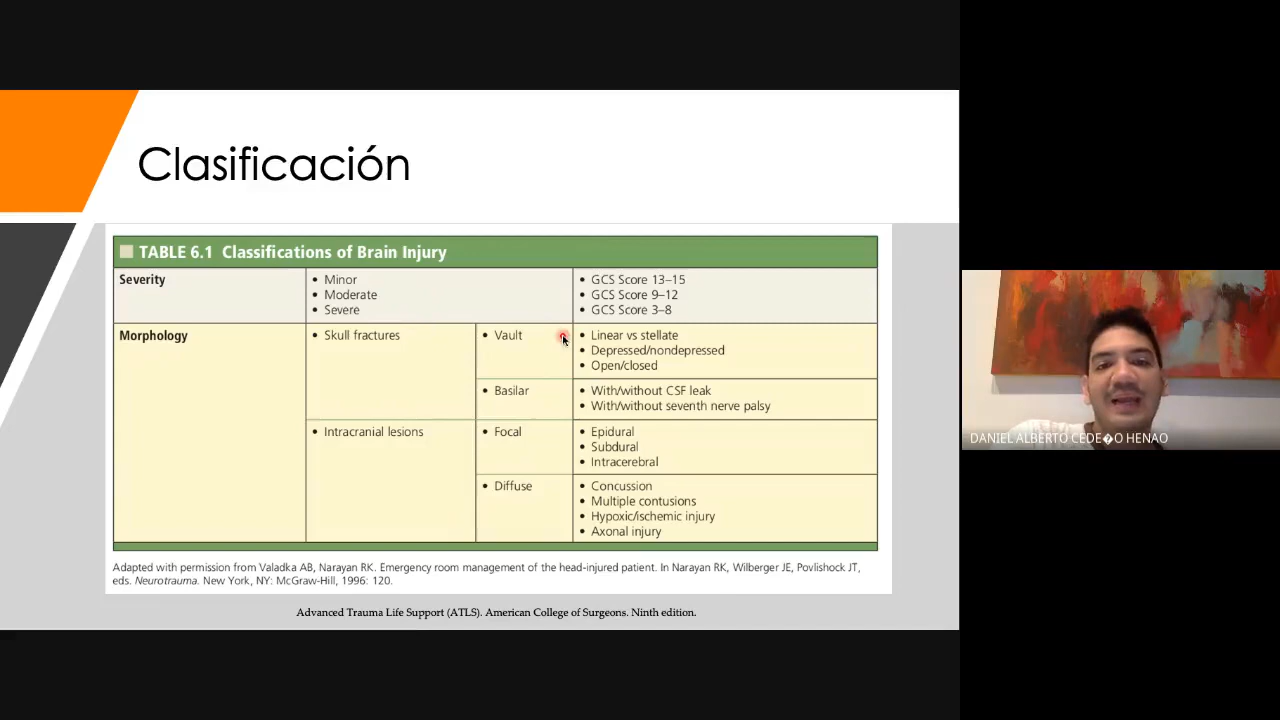 Clasificación
TABLE 6.1 Classifications of Brain Injury
Severity
• Minor
• Moderate
• Severe
• GCS Score 13–15
• GCS Score 9–12
• GCS Score 3–8
Morphology
• Skull fractures
• Vault
• Linear vs stellate
• Depressed/nondepressed
• Open/closed
• Basilar
• With/without CSF leak
• With/without seventh nerve palsy
• Intracranial lesions
• Focal
• Epidural
• Subdural
• Intracerebral
• Diffuse
• Concussion
• Multiple contusions
• Hypoxic/ischemic injury
• Axonal injury
Adapted with permission from Valadka AB, Narayan RK. Emergency room management of the head-injured patient. In Narayan RK, Wilberger JE, Povlishock JT,
eds. Neurotrauma. New York, NY: McGraw-Hill, 1996: 120.
Advanced Trauma Life Support (ATLS). American College of Surgeons. Ninth edition.
DANIEL ALBERTO CEDE�O HENAO